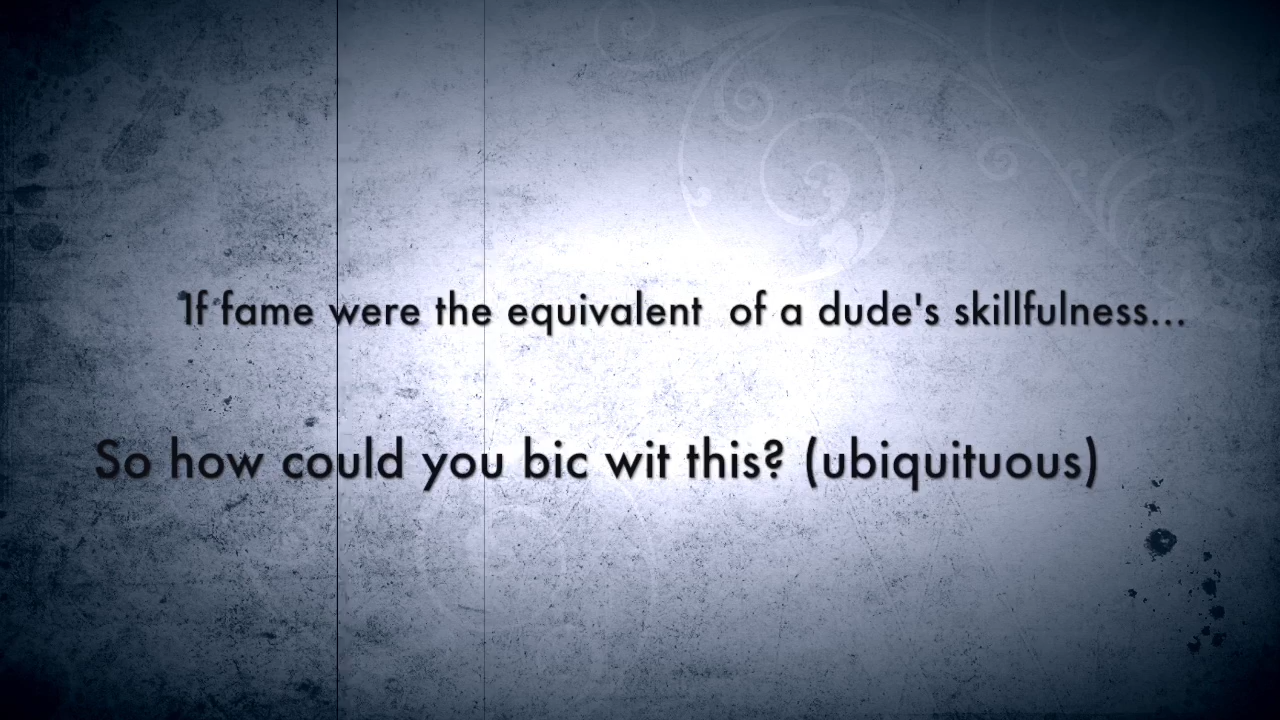 If fame were the equivalent  of a dude's skillfulness...
So how could you bic wit this? (ubiquituous)